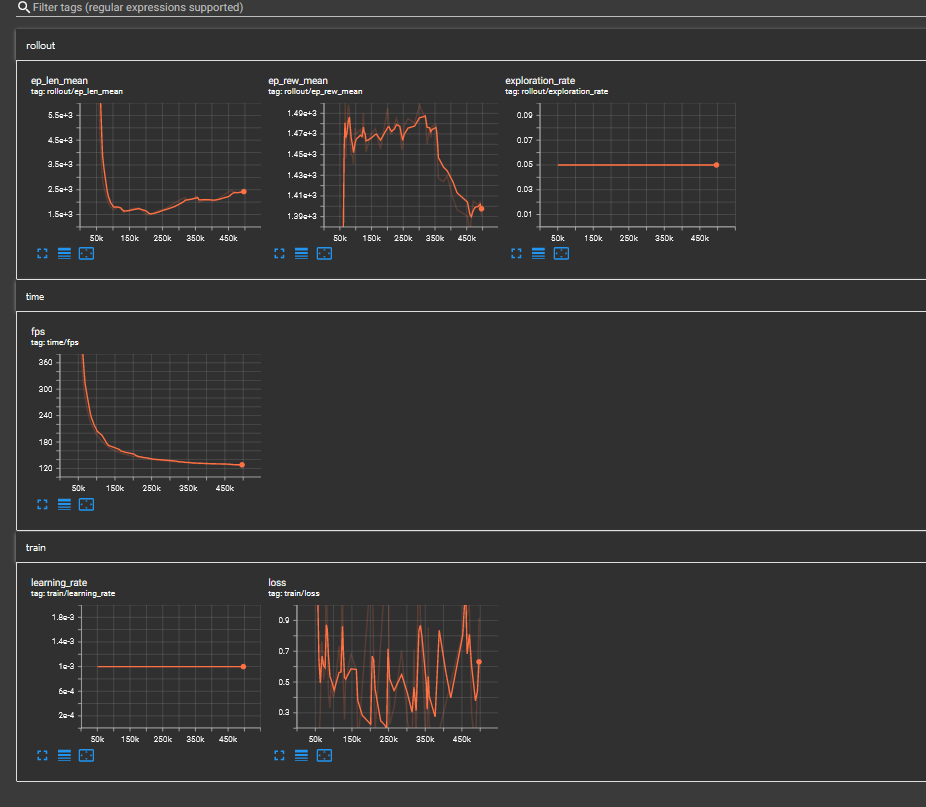 Filter tags (regular expressions supported)
rollout
ep_len_mean
tag: rollout/ep_len_mean
5.5e+3
4.5e+3
3.5e+3
2.5e+3
1.5e+3
50k 150k 250k 350k 450k
ep_rew_mean
tag: rollout/ep_rew_mean
1.49e+3
1.47e+3
1.45e+3
1.43e+3
1.41e+3
1.39e+3
50k 150k 250k 350k 450k
exploration_rate
tag: rollout/exploration_rate
0.09
0.07
0.05
0.03
0.01
50k 150k 250k 350k 450k
time
fps
tag: time/fps
360
300
240
180
120
50k 150k 250k 350k 450k
train
learning_rate
tag: train/learning_rate
1.8e-3
1.4e-3
1e-3
6e-4
2e-4
50k 150k 250k 350k 450k
loss
tag: train/loss
0.9
0.7
0.5
0.3
50k 150k 250k 350k 450k